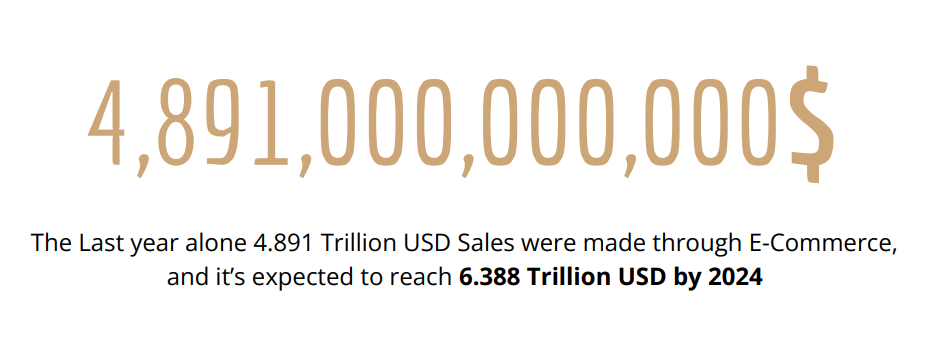 4,891,000,000,000$
The Last year alone 4.891 Trillion USD Sales were made through E-Commerce,
and it’s expected to reach 6.388 Trillion USD by 2024